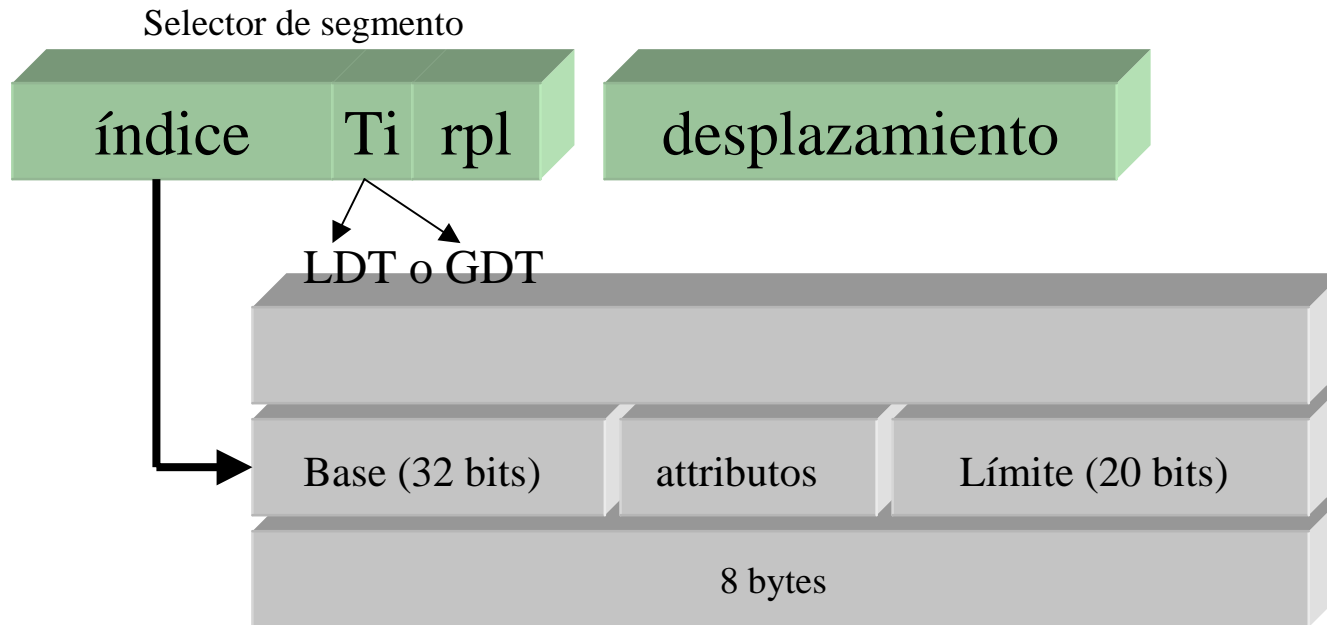 Selector de segmento
índice Ti rpl desplazamiento
LDT o GDT
Base (32 bits) attributos Límite (20 bits)
8 bytes